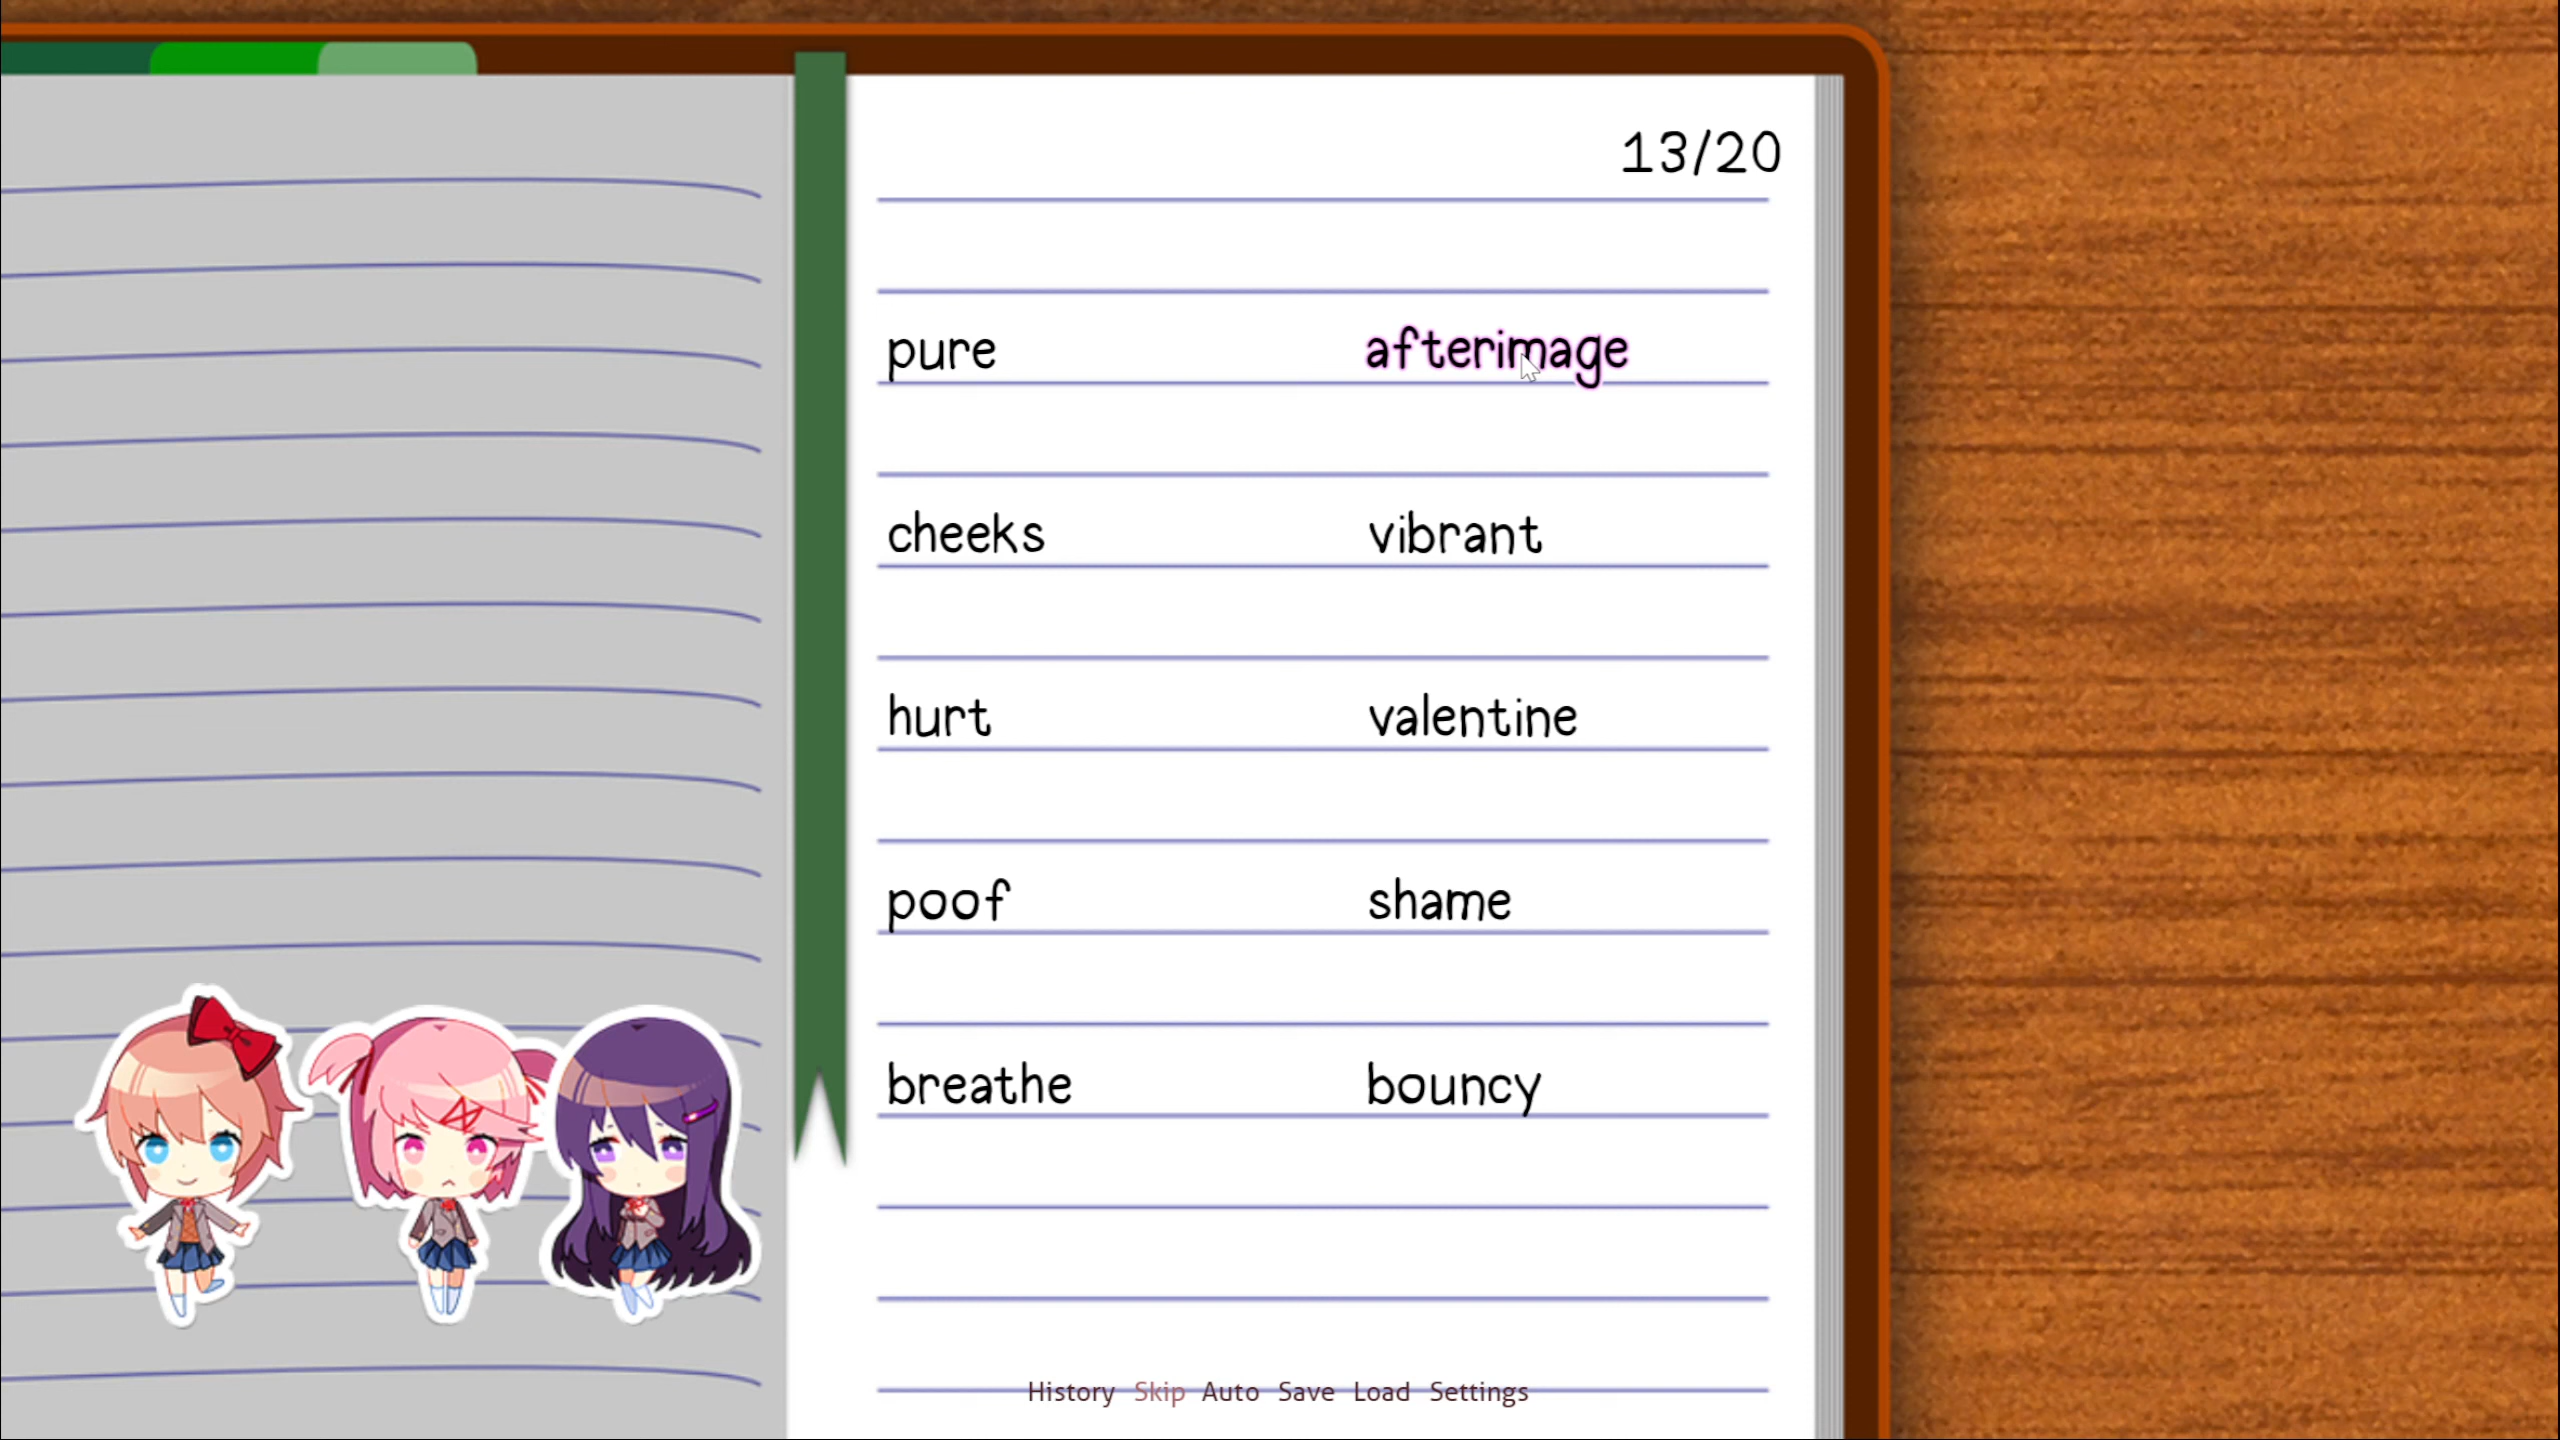 13/20
pure afterimage
cheeks vibrant
hurt valentine
poof shame
breathe bouncy
History Skip Auto Save Load Settings